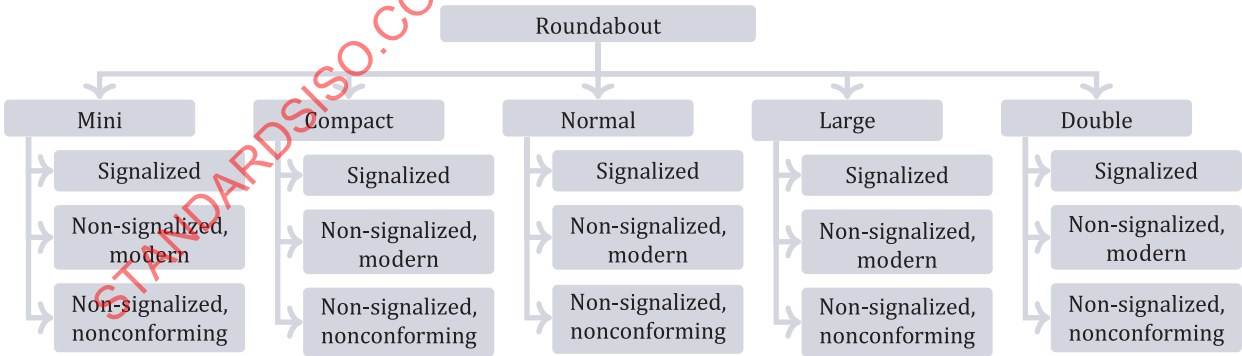 Roundabout
Mini
Compact
Normal
Large
Double
Signalized
Non-signalized,
modern
Non-signalized,
nonconforming
Signalized
Non-signalized,
modern
Non-signalized,
nonconforming
Signalized
Non-signalized,
modern
Non-signalized,
nonconforming
Signalized
Non-signalized,
modern
Non-signalized,
nonconforming
Signalized
Non-signalized,
modern
Non-signalized,
nonconforming
STANDARDSISO.CO